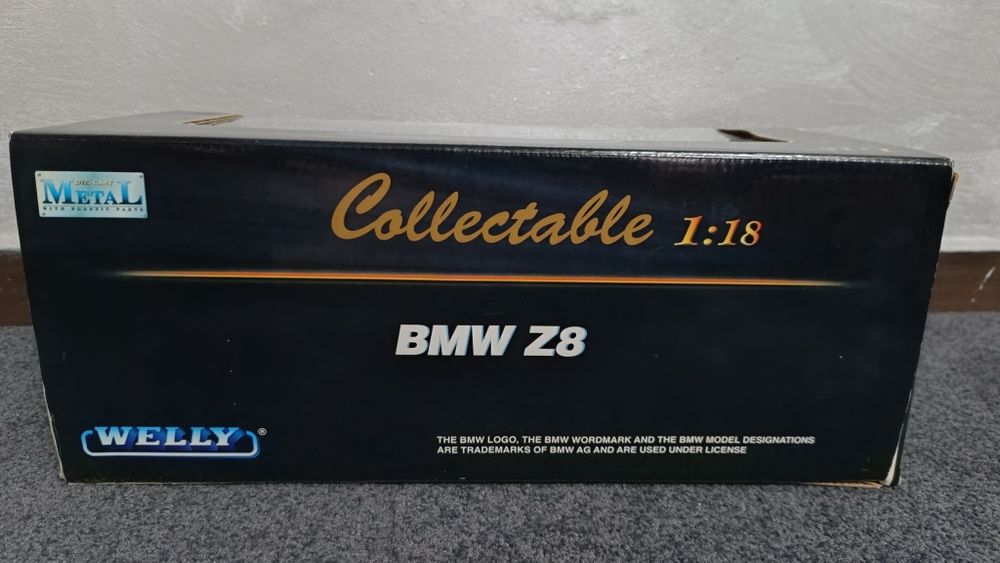 DIE-CAST
METAL
WITH PLASTIC PARTS
Collectable 1:18
BMW Z8
WELLY®
THE BMW LOGO, THE BMW WORDMARK AND THE BMW MODEL DESIGNATIONS
ARE TRADEMARKS OF BMW AG AND ARE USED UNDER LICENSE